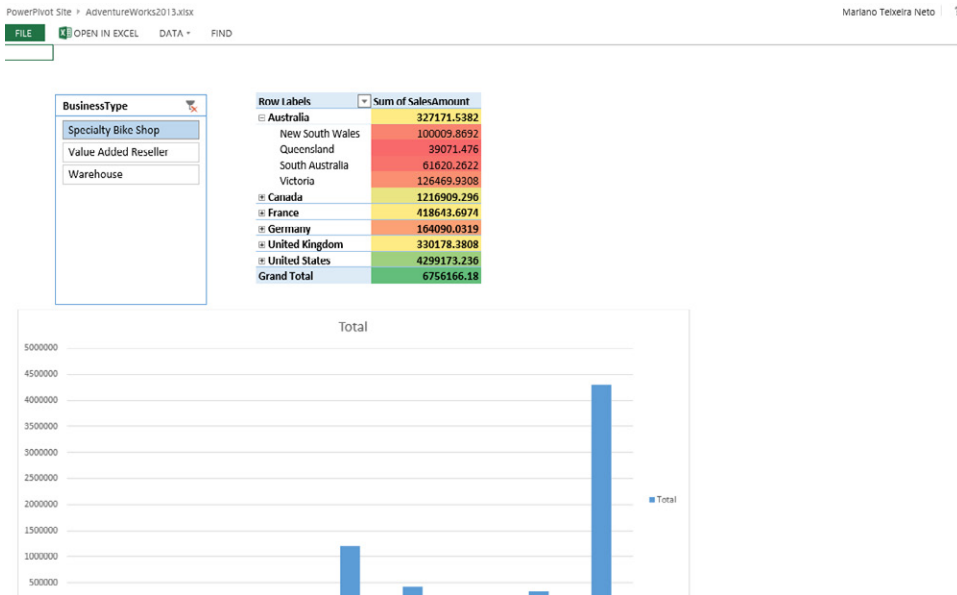 PowerPivot Site ▸ AdventureWorks2013.xlsx Mariano Teixeira Neto
FILE OPEN IN EXCEL DATA FIND
BusinessType
Specialty Bike Shop
Value Added Reseller
Warehouse
Row Labels Sum of SalesAmount
Australia 327171.5382
New South Wales 100009.8692
Queensland 39071.476
South Australia 61620.2622
Victoria 126469.9308
Canada 1216909.296
France 418643.6974
Germany 164090.0319
United Kingdom 330178.3808
United States 4299173.236
Grand Total 6756166.18
Total
5000000
4500000
4000000
3500000
3000000
2500000
2000000
1500000
1000000
500000
Total